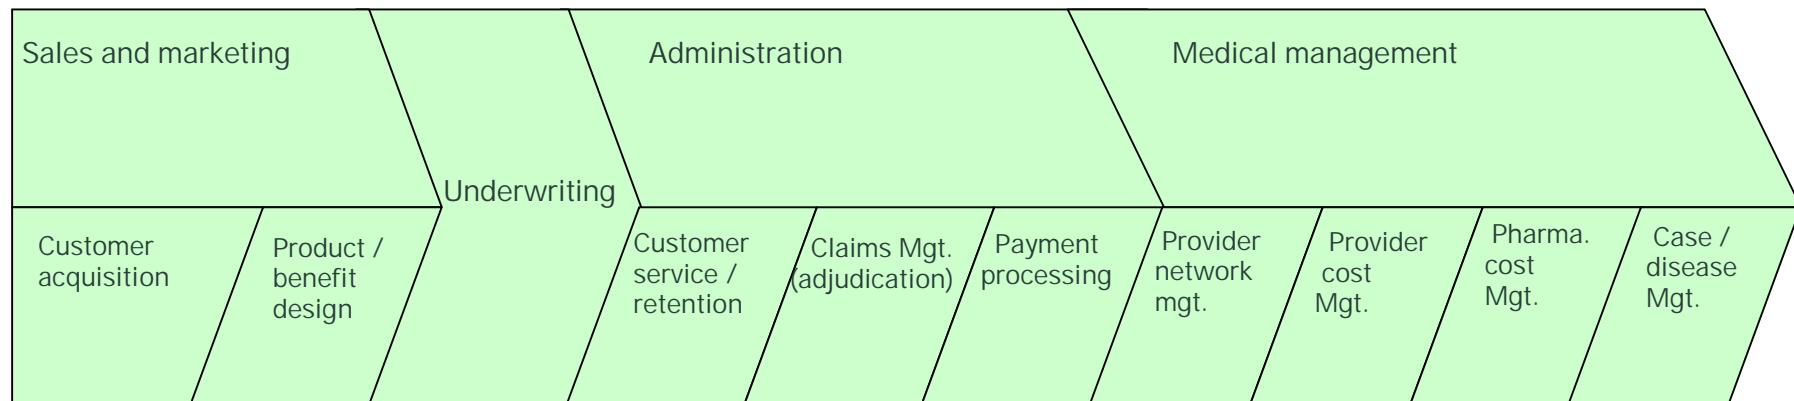 Sales and marketing
Administration
Medical management
Underwriting
Customer
acquisition
Product /
benefit
design
Customer
service /
retention
Claims Mgt.
(adjudication)
Payment
processing
Provider
network
mgt.
Provider
cost
Mgt.
Pharma.
cost
Mgt.
Case /
disease
Mgt.